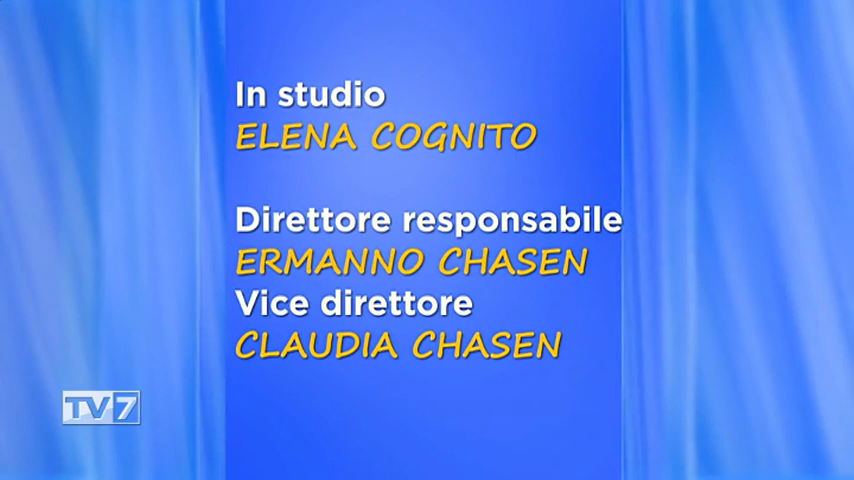 In studio
ELENA COGNITO
Direttore responsabile
ERMANNO CHASEN
Vice direttore
CLAUDIA CHASEN
TV7